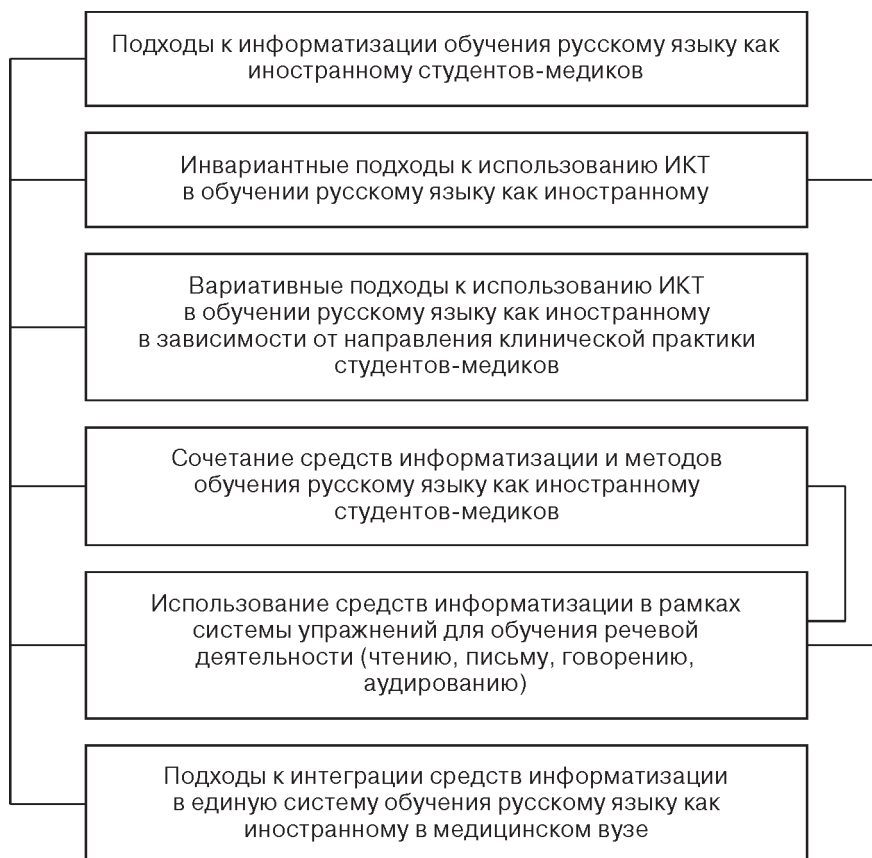 Подходы к информатизации обучения русскому языку как
иностранному студентов-медиков
Инвариантные подходы к использованию ИКТ
в обучении русскому языку как иностранному
Вариативные подходы к использованию ИКТ
в обучении русскому языку как иностранному
в зависимости от направления клинической практики
студентов-медиков
Сочетание средств информатизации и методов
обучения русскому языку как иностранному
студентов-медиков
Использование средств информатизации в рамках
системы упражнений для обучения речевой
деятельности (чтению, письму, говорению,
аудированию)
Подходы к интеграции средств информатизации
в единую систему обучения русскому языку как
иностранному в медицинском вузе